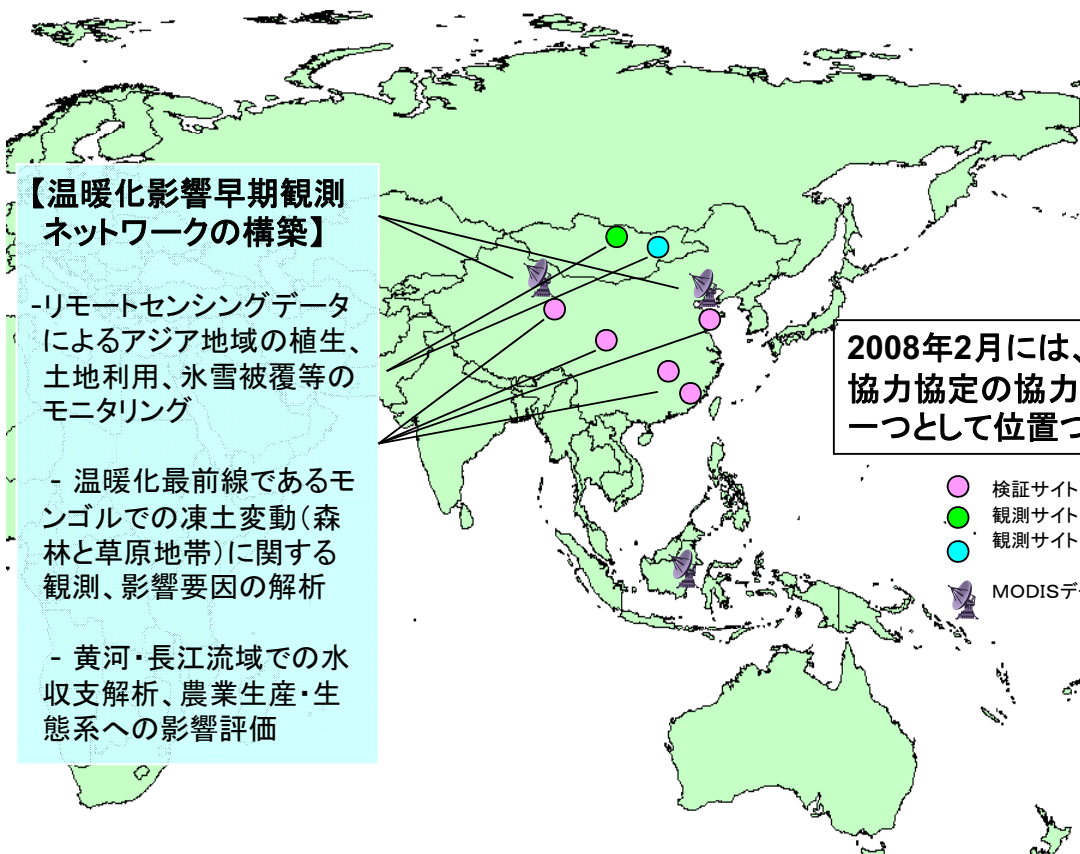 【温暖化影響早期観測
ネットワークの構築】
-リモートセンシングデータ
によるアジア地域の植生、
土地利用、氷雪被覆等の
モニタリング
- 温暖化最前線であるモ
ンゴルでの凍土変動(森
林と草原地帯)に関する
観測、影響要因の解析
- 黄河・長江流域での水
収支解析、農業生産・生
態系への影響評価
2008年2月には、
協力協定の協力
一つとして位置づ
検証サイト
観測サイト
観測サイト
MODISデー